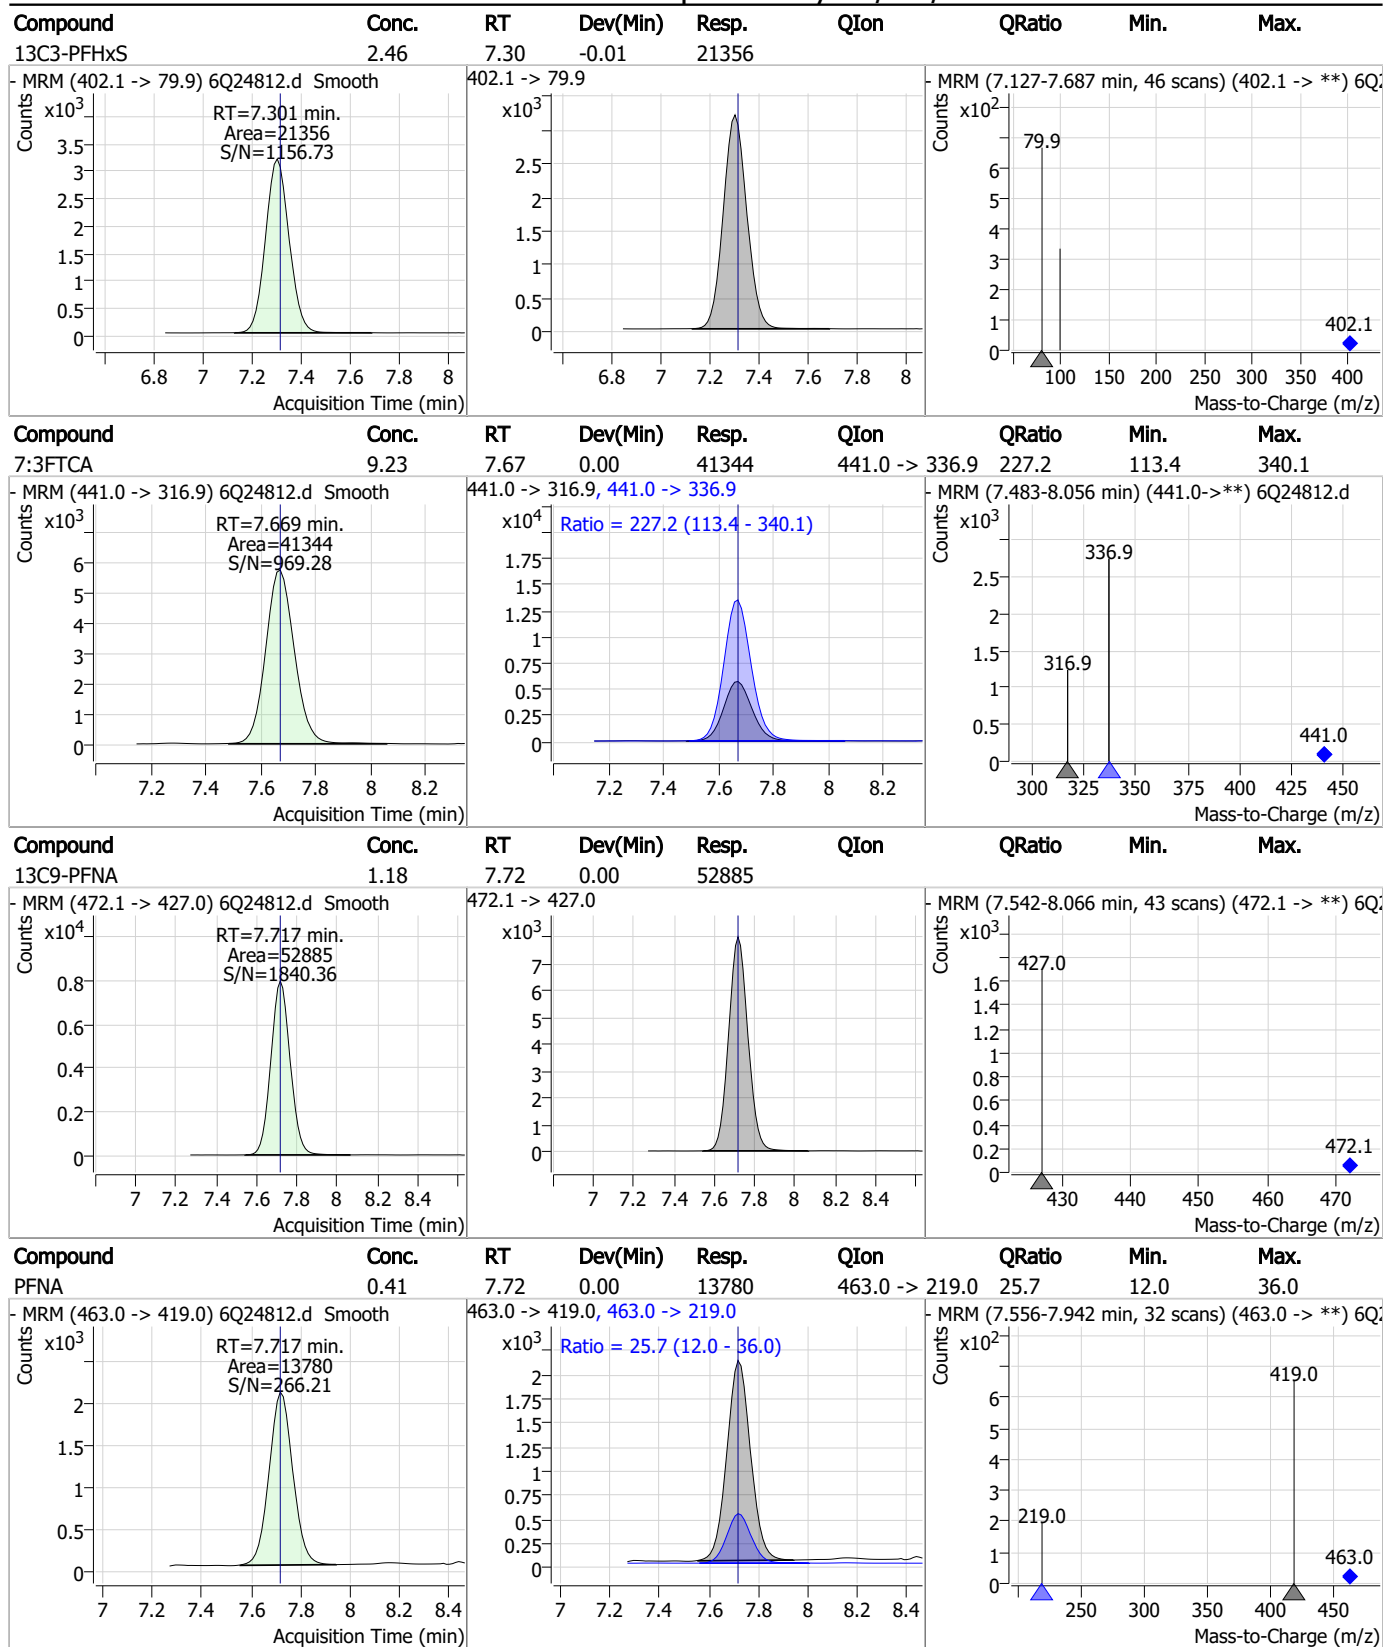 Compound Conc. RT Dev(Min) Resp. QIon QRatio Min. Max.
13C3-PFHxS 2.46 7.30 -0.01 21356
- MRM (402.1 -> 79.9) 6Q24812.d Smooth
402.1 -> 79.9
- MRM (7.127-7.687 min, 46 scans) (402.1 -> **) 6Q2
Counts
x10³
RT=7.301 min.
Area=21356
S/N=1156.73
3.5
3
2.5
2
1.5
1
0.5
0
6.8 7 7.2 7.4 7.6 7.8 8
Acquisition Time (min)
x10³
2.5
2
1.5
1
0.5
0
6.8 7 7.2 7.4 7.6 7.8 8
Counts
x10²
79.9
6
5
4
3
2
1
0
402.1
100 150 200 250 300 350 400
Mass-to-Charge (m/z)
Compound Conc. RT Dev(Min) Resp. QIon QRatio Min. Max.
7:3FTCA 9.23 7.67 0.00 41344 441.0 -> 336.9 227.2 113.4 340.1
- MRM (441.0 -> 316.9) 6Q24812.d Smooth
441.0 -> 316.9, 441.0 -> 336.9
- MRM (7.483-8.056 min) (441.0->**) 6Q24812.d
Counts
x10³
RT=7.669 min.
Area=41344
S/N=969.28
6
5
4
3
2
1
0
7.2 7.4 7.6 7.8 8 8.2
Acquisition Time (min)
x10⁴
Ratio = 227.2 (113.4 - 340.1)
1.75
1.5
1.25
1
0.75
0.5
0.25
0
7.2 7.4 7.6 7.8 8 8.2
Counts
x10³
336.9
2.5
2
1.5
316.9
1
0.5
0
441.0
300 325 350 375 400 425 450
Mass-to-Charge (m/z)
Compound Conc. RT Dev(Min) Resp. QIon QRatio Min. Max.
13C9-PFNA 1.18 7.72 0.00 52885
- MRM (472.1 -> 427.0) 6Q24812.d Smooth
472.1 -> 427.0
- MRM (7.542-8.066 min, 43 scans) (472.1 -> **) 6Q2
Counts
x10⁴
RT=7.717 min.
Area=52885
S/N=1840.36
0.8
0.6
0.4
0.2
0
7 7.2 7.4 7.6 7.8 8 8.2 8.4
Acquisition Time (min)
x10³
7
6
5
4
3
2
1
0
7 7.2 7.4 7.6 7.8 8 8.2 8.4
Counts
x10³
427.0
1.6
1.4
1.2
1
0.8
0.6
0.4
0.2
0
472.1
430 440 450 460 470
Mass-to-Charge (m/z)
Compound Conc. RT Dev(Min) Resp. QIon QRatio Min. Max.
PFNA 0.41 7.72 0.00 13780 463.0 -> 219.0 25.7 12.0 36.0
- MRM (463.0 -> 419.0) 6Q24812.d Smooth
463.0 -> 419.0, 463.0 -> 219.0
- MRM (7.556-7.942 min, 32 scans) (463.0 -> **) 6Q2
Counts
x10³
RT=7.717 min.
Area=13780
S/N=266.21
2
1.5
1
0.5
0
7 7.2 7.4 7.6 7.8 8 8.2 8.4
Acquisition Time (min)
x10³
Ratio = 25.7 (12.0 - 36.0)
2
1.75
1.5
1.25
1
0.75
0.5
0.25
0
7 7.2 7.4 7.6 7.8 8 8.2 8.4
Counts
x10²
419.0
6
5
4
3
219.0
2
1
0
463.0
250 300 350 400 450
Mass-to-Charge (m/z)